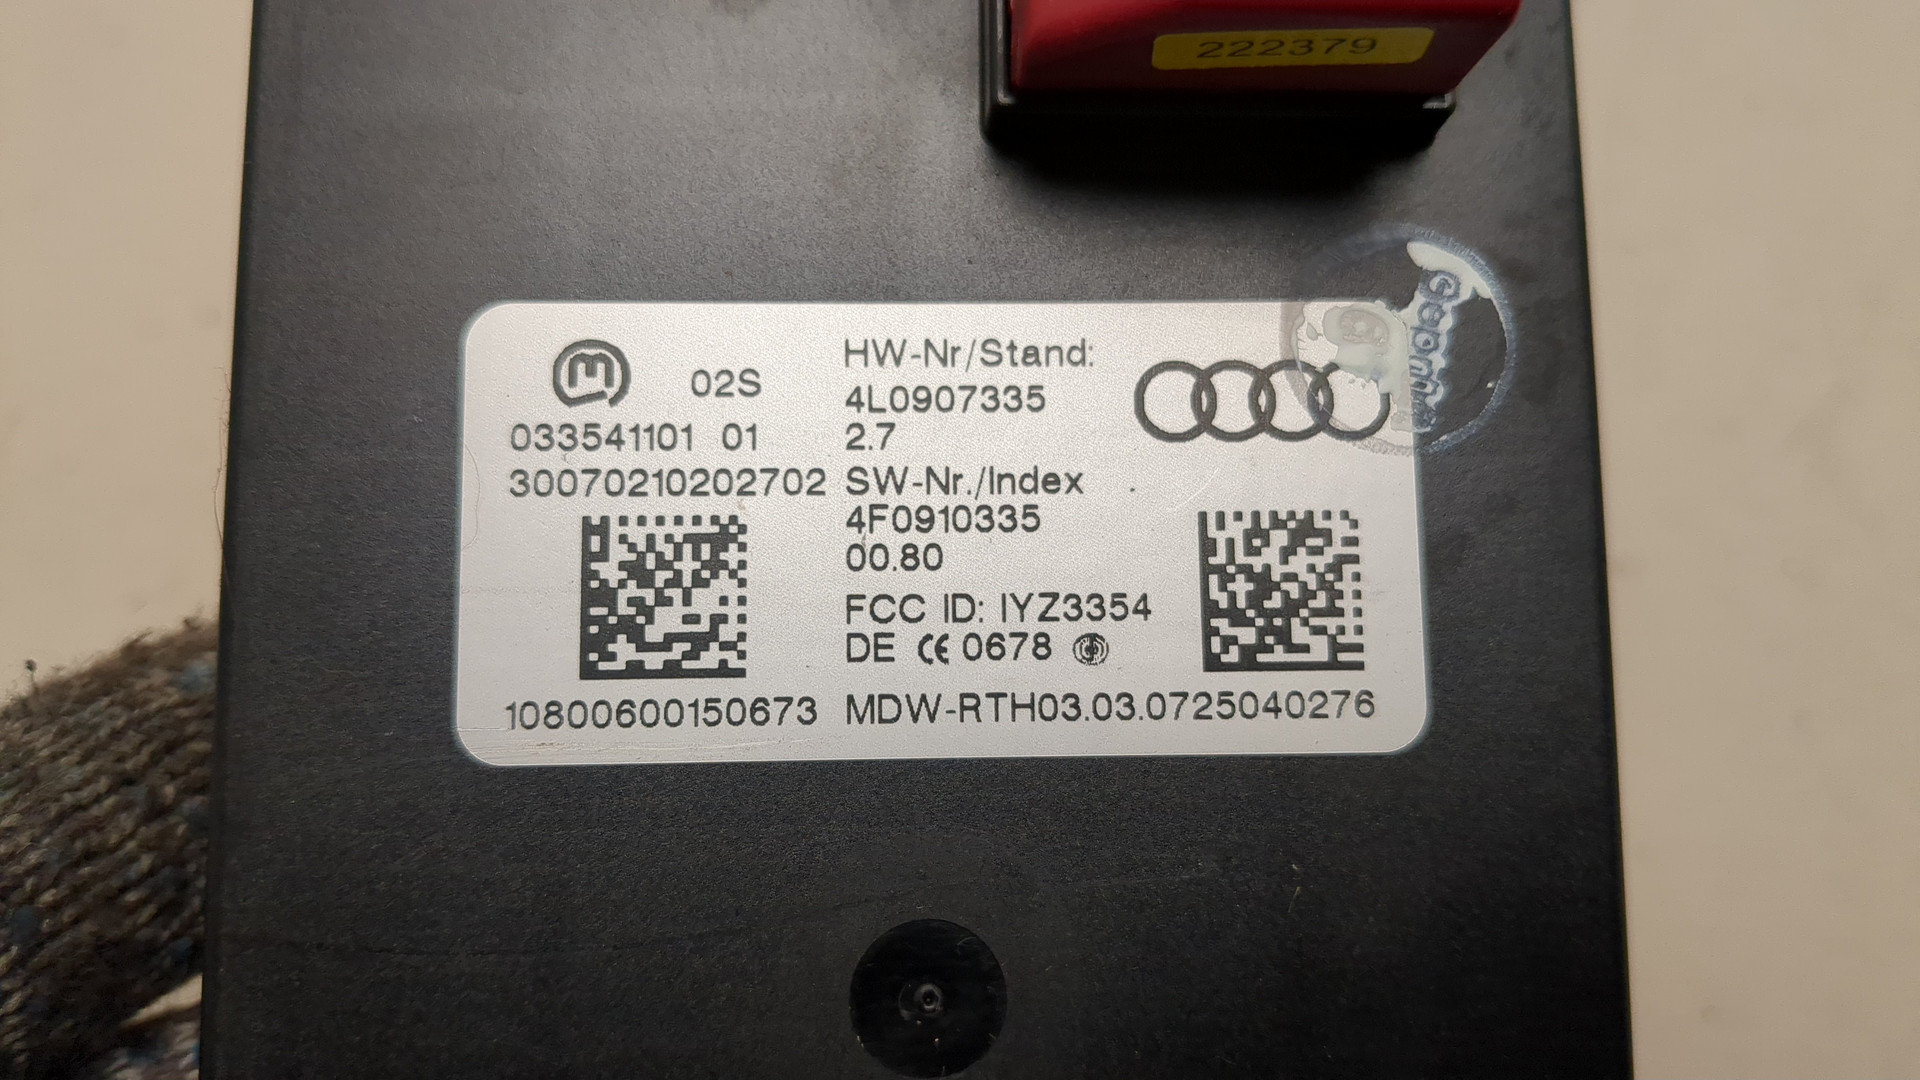 222379
02S
033541101 01
30070210202702
HW-Nr/Stand:
4L0907335
2.7
SW-Nr./Index
4F0910335
00.80
FCC ID: IYZ3354
DE CE 0678
10800600150673 MDW-RTH03.03.0725040276